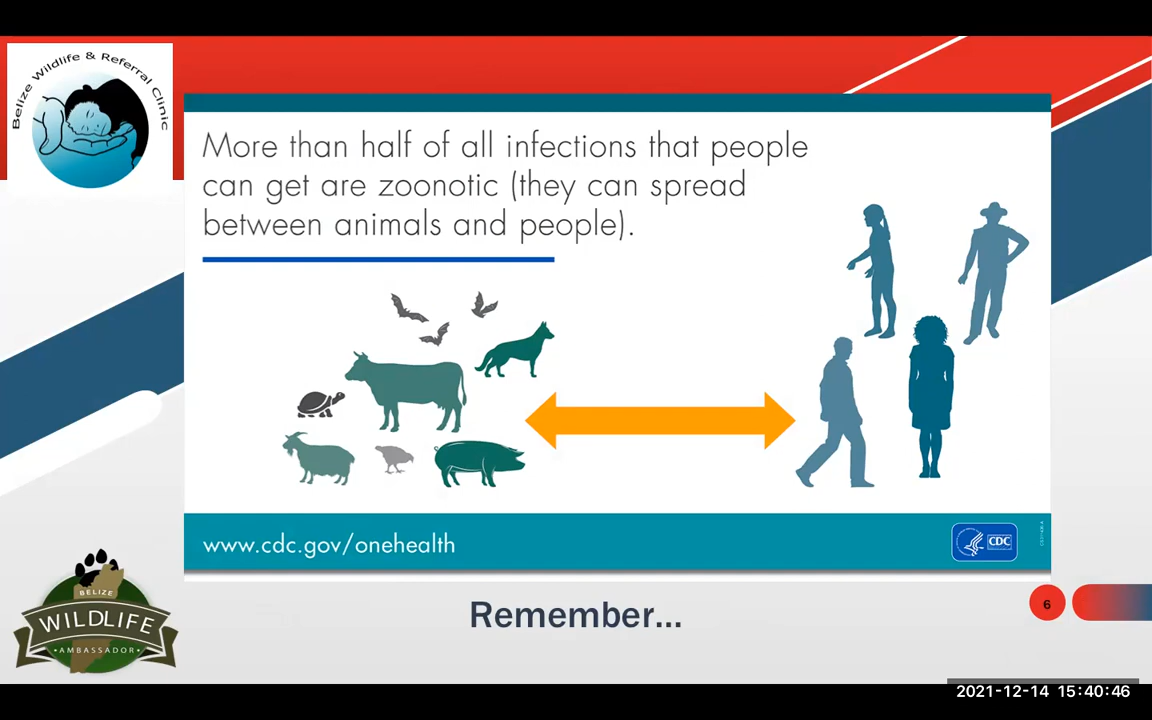 Belize Wildlife & Referral Clinic
More than half of all infections that people
can get are zoonotic (they can spread
between animals and people).
www.cdc.gov/onehealth
CDC
BELIZE
WILDLIFE
•AMBASSADOR•
Remember...
6
2021-12-14 15:40:46